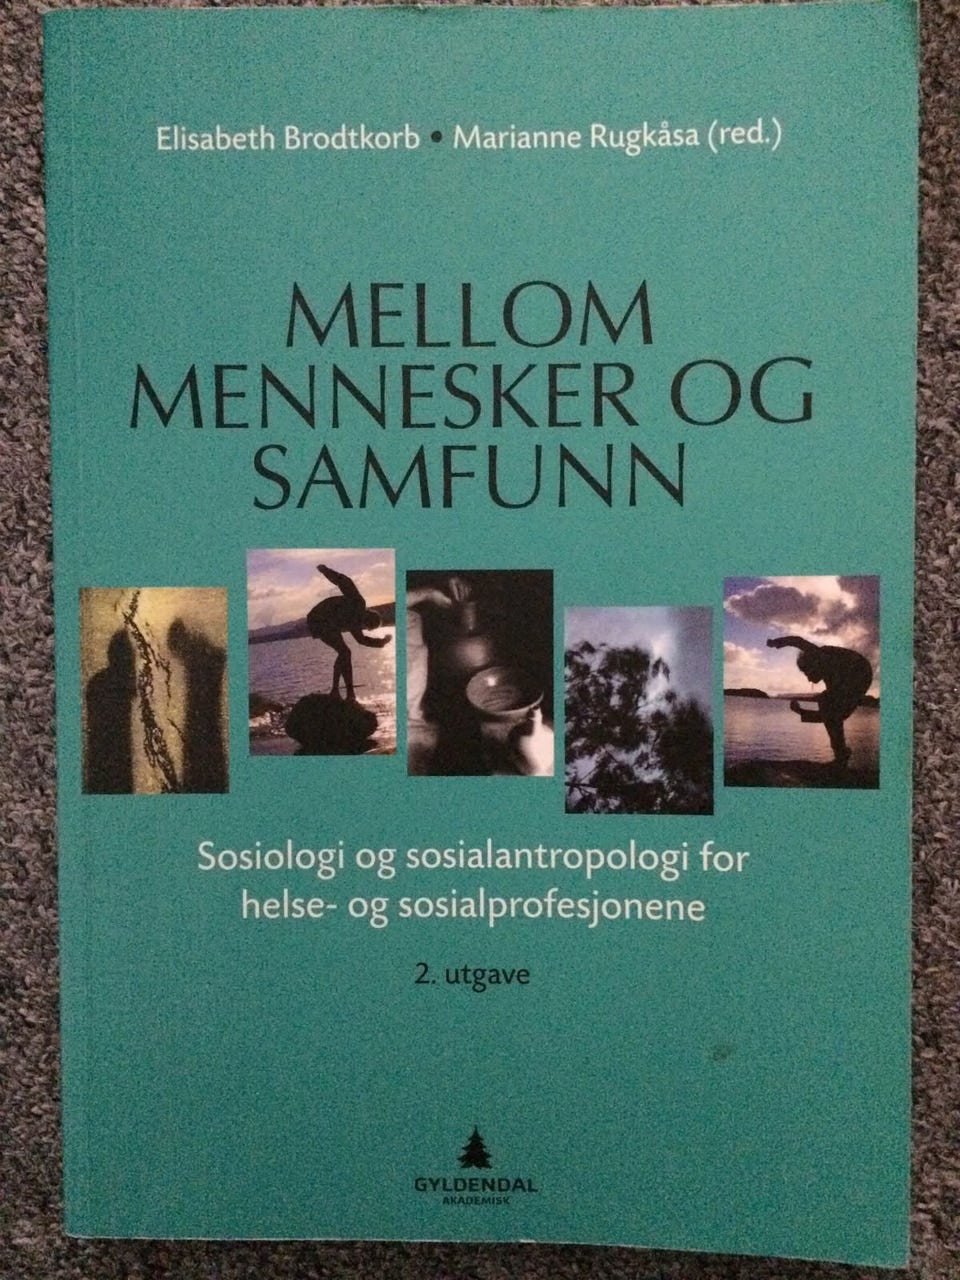 Elisabeth Brodtkorb • Marianne Rugkåsa (red.)
MELLOM
MENNESKER OG
SAMFUNN
Sosiologi og sosialantropologi for
helse- og sosialprofesjonene
2. utgave
GYLDENDAL
AKADEMISK